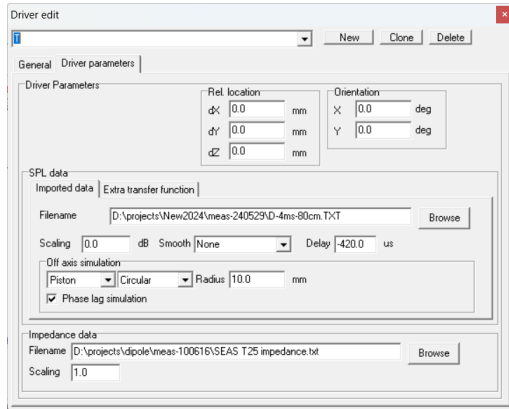 Driver edit
T
New Clone Delete
General Driver parameters
Driver Parameters
Rel. location Orientation
dX 0.0 mm X 0.0 deg
dY 0.0 mm Y 0.0 deg
dZ 0.0 mm
SPL data
Imported data Extra transfer function
Filename D:\projects\New2024\meas-240529\D-4ms-80cm.TXT Browse
Scaling 0.0 dB Smooth None Delay -420.0 us
Off axis simulation
Piston Circular Radius 10.0 mm
Phase lag simulation
Impedance data
Filename D:\projects\dipole\meas-100616\SEAS T25 impedance.txt Browse
Scaling 1.0